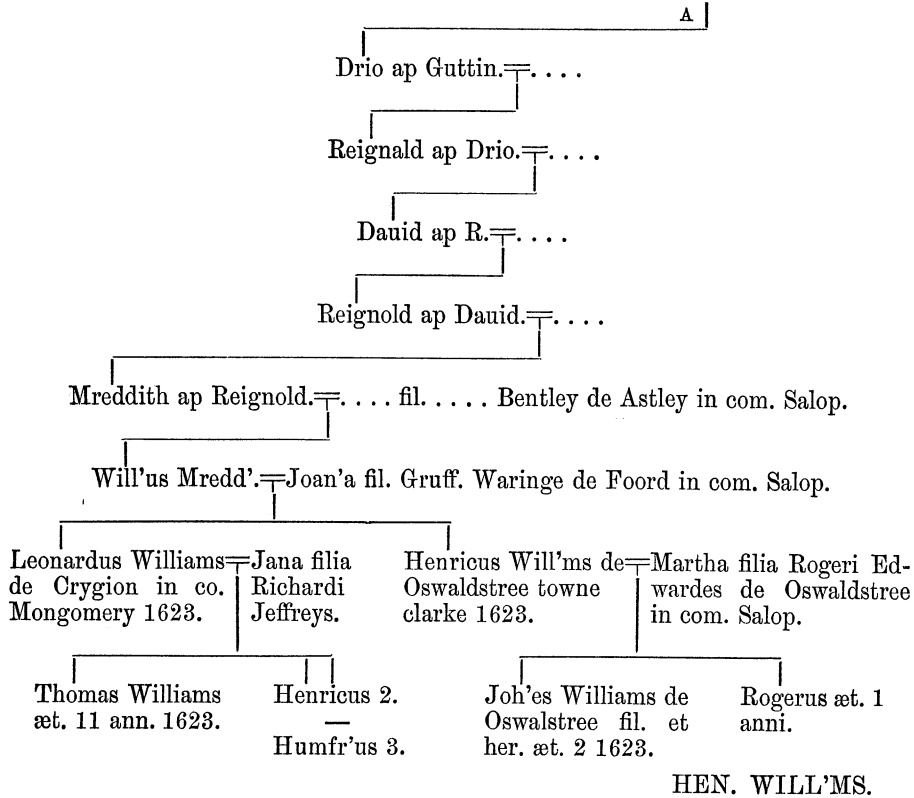 A
Drio ap Guttin. . . . .
Reignald ap Drio. . . . .
Dauid ap R. . . . .
Reignold ap Dauid. . . . .
Mreddith ap Reignold. . . . . fil. . . . . . Bentley de Astley in com. Salop.
Will'us Mredd'. Joan'a fil. Gruff. Waringe de Foord in com. Salop.
Leonardus Williams
de Crygion in co.
Mongomery 1623.
Jana filia
Richardi
Jeffreys.
Henricus Will'ms de
Oswaldstree towne
clarke 1623.
Martha filia Rogeri Ed-
wardes de Oswaldstree
in com. Salop.
Thomas Williams
æt. 11 ann. 1623.
Henricus 2.
—
Humfr'us 3.
Joh'es Williams de
Oswalstree fil. et
her. æt. 2 1623.
Rogerus æt. 1
anni.
HEN. WILL'MS.